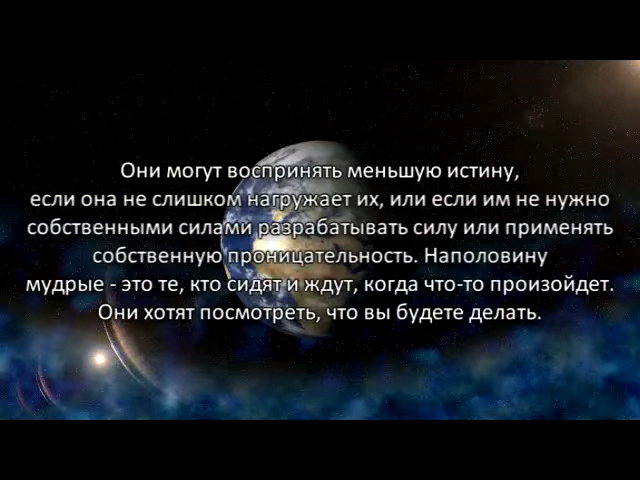 Они могут воспринять меньшую истину,
если она не слишком нагружает их, или если им не нужно
собственными силами разрабатывать силу или применять
собственную проницательность. Наполовину
мудрые - это те, кто сидят и ждут, когда что-то произойдет.
Они хотят посмотреть, что вы будете делать.